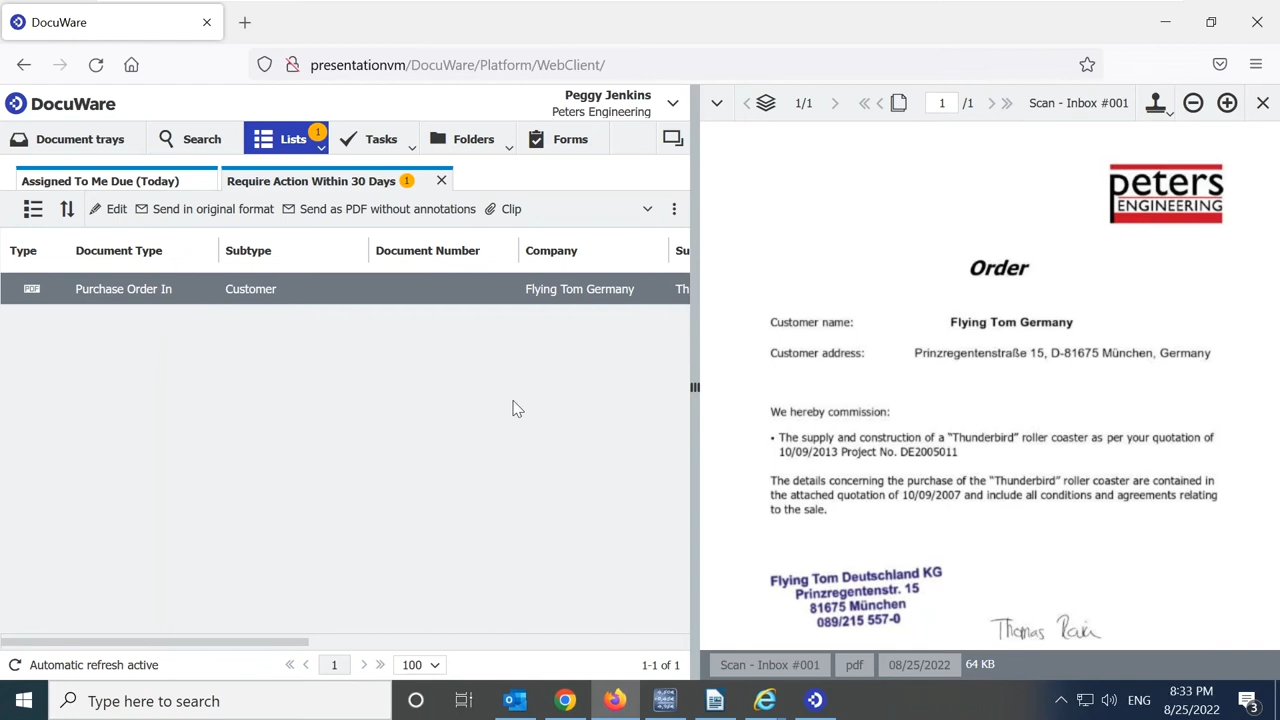 DocuWare
presentationvm/DocuWare/Platform/WebClient/
DocuWare
Peggy Jenkins
Peters Engineering
Document trays
Search
Lists
1
Tasks
Folders
Forms
Assigned To Me Due (Today)
Require Action Within 30 Days
1
Edit
Send in original format
Send as PDF without annotations
Clip
Type
Document Type
Subtype
Document Number
Company
Su
PDF
Purchase Order In
Customer
Flying Tom Germany
Th
Automatic refresh active
1
100
1-1 of 1
1/1
1
/1
Scan - Inbox #001
peters
ENGINEERING
Order
Customer name: Flying Tom Germany
Customer address: Prinzregentenstraße 15, D-81675 München, Germany
We hereby commission:
• The supply and construction of a "Thunderbird" roller coaster as per your quotation of
10/09/2013 Project No. DE2005011
The details concerning the purchase of the "Thunderbird" roller coaster are contained in
the attached quotation of 10/09/2007 and include all conditions and agreements relating
to the sale.
Flying Tom Deutschland KG
Prinzregentenstr. 15
81675 München
089/215 557-0
Thomas
Scan - Inbox #001
pdf
08/25/2022
64 KB
Type here to search
ENG
8:33 PM
8/25/2022
3